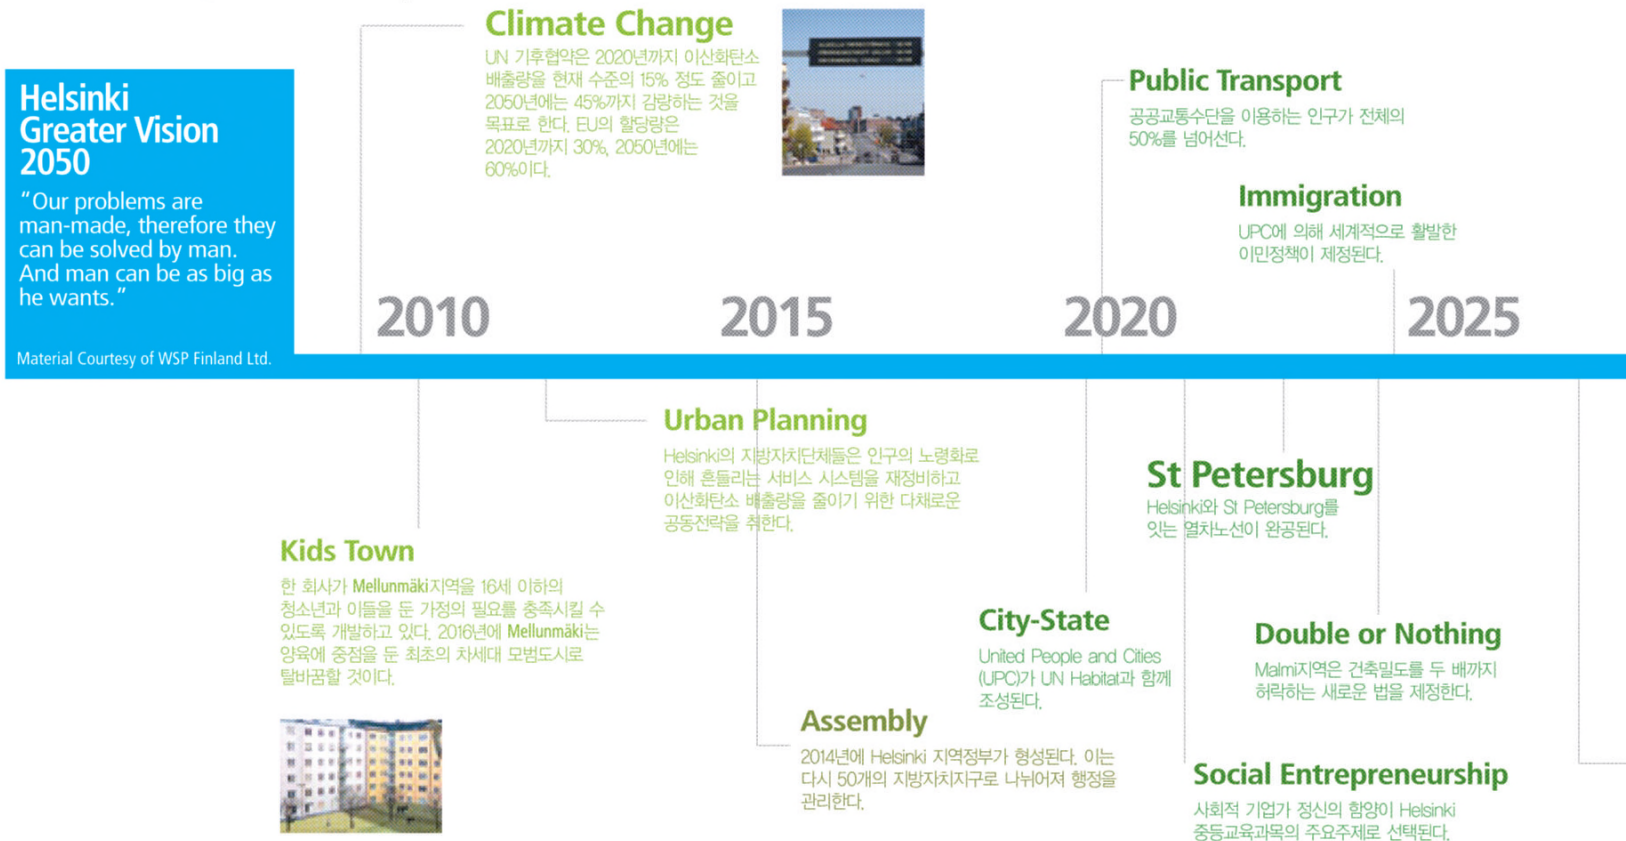 Helsinki
Greater Vision
2050
“Our problems are
man-made, therefore they
can be solved by man.
And man can be as big as
he wants.”
Material Courtesy of WSP Finland Ltd.
Climate Change
UN 기후협약은 2020년까지 이산화탄소
배출량을 현재 수준의 15% 정도 줄이고
2050년에는 45%까지 감량하는 것을
목표로 한다. EU의 할당량은
2020년까지 30%, 2050년에는
60%이다.
Public Transport
공공교통수단을 이용하는 인구가 전체의
50%를 넘어선다.
Immigration
UPC에 의해 세계적으로 활발한
이민정책이 제정된다.
2010
2015
2020
2025
Urban Planning
Helsinki의 지방자치단체들은 인구의 노령화로
인해 흔들리는 서비스 시스템을 재정비하고
이산화탄소 배출량을 줄이기 위한 다채로운
공동전략을 취한다.
St Petersburg
Helsinki와 St Petersburg를
잇는 열차노선이 완공된다.
Kids Town
한 회사가 Mellunmäki지역을 16세 이하의
청소년과 이들을 둔 가정의 필요를 충족시킬 수
있도록 개발하고 있다. 2016년에 Mellunmäki는
양육에 중점을 둔 최초의 차세대 모범도시로
탈바꿈할 것이다.
City-State
United People and Cities
(UPC)가 UN Habitat과 함께
조성된다.
Double or Nothing
Malmi지역은 건축밀도를 두 배까지
허락하는 새로운 법을 제정한다.
Assembly
2014년에 Helsinki 지역정부가 형성된다. 이는
다시 50개의 지방자치지구로 나뉘어져 행정을
관리한다.
Social Entrepreneurship
사회적 기업가 정신의 함양이 Helsinki
중등교육과목의 주요주제로 선택된다.